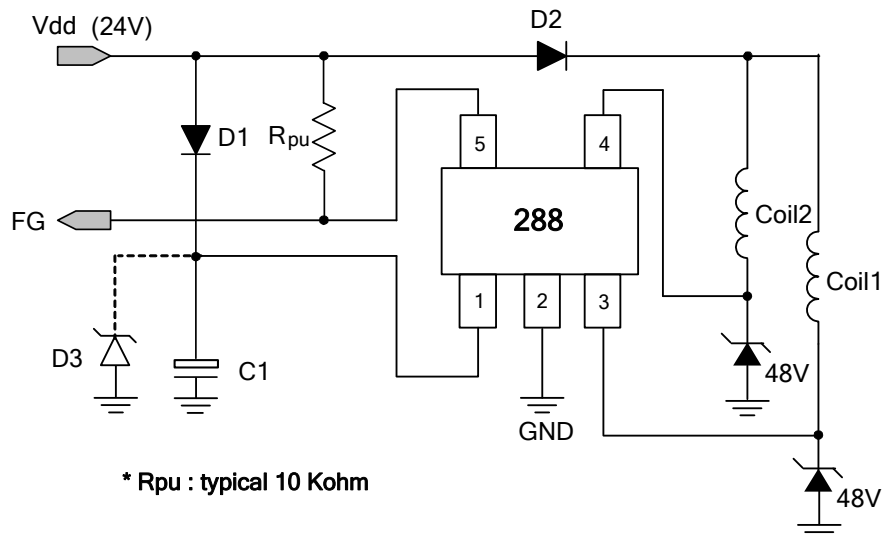 Vdd (24V)
D2
D1
Rpu
5
4
FG
288
Coil2
Coil1
1
2
3
D3
C1
48V
GND
* Rpu : typical 10 Kohm
48V